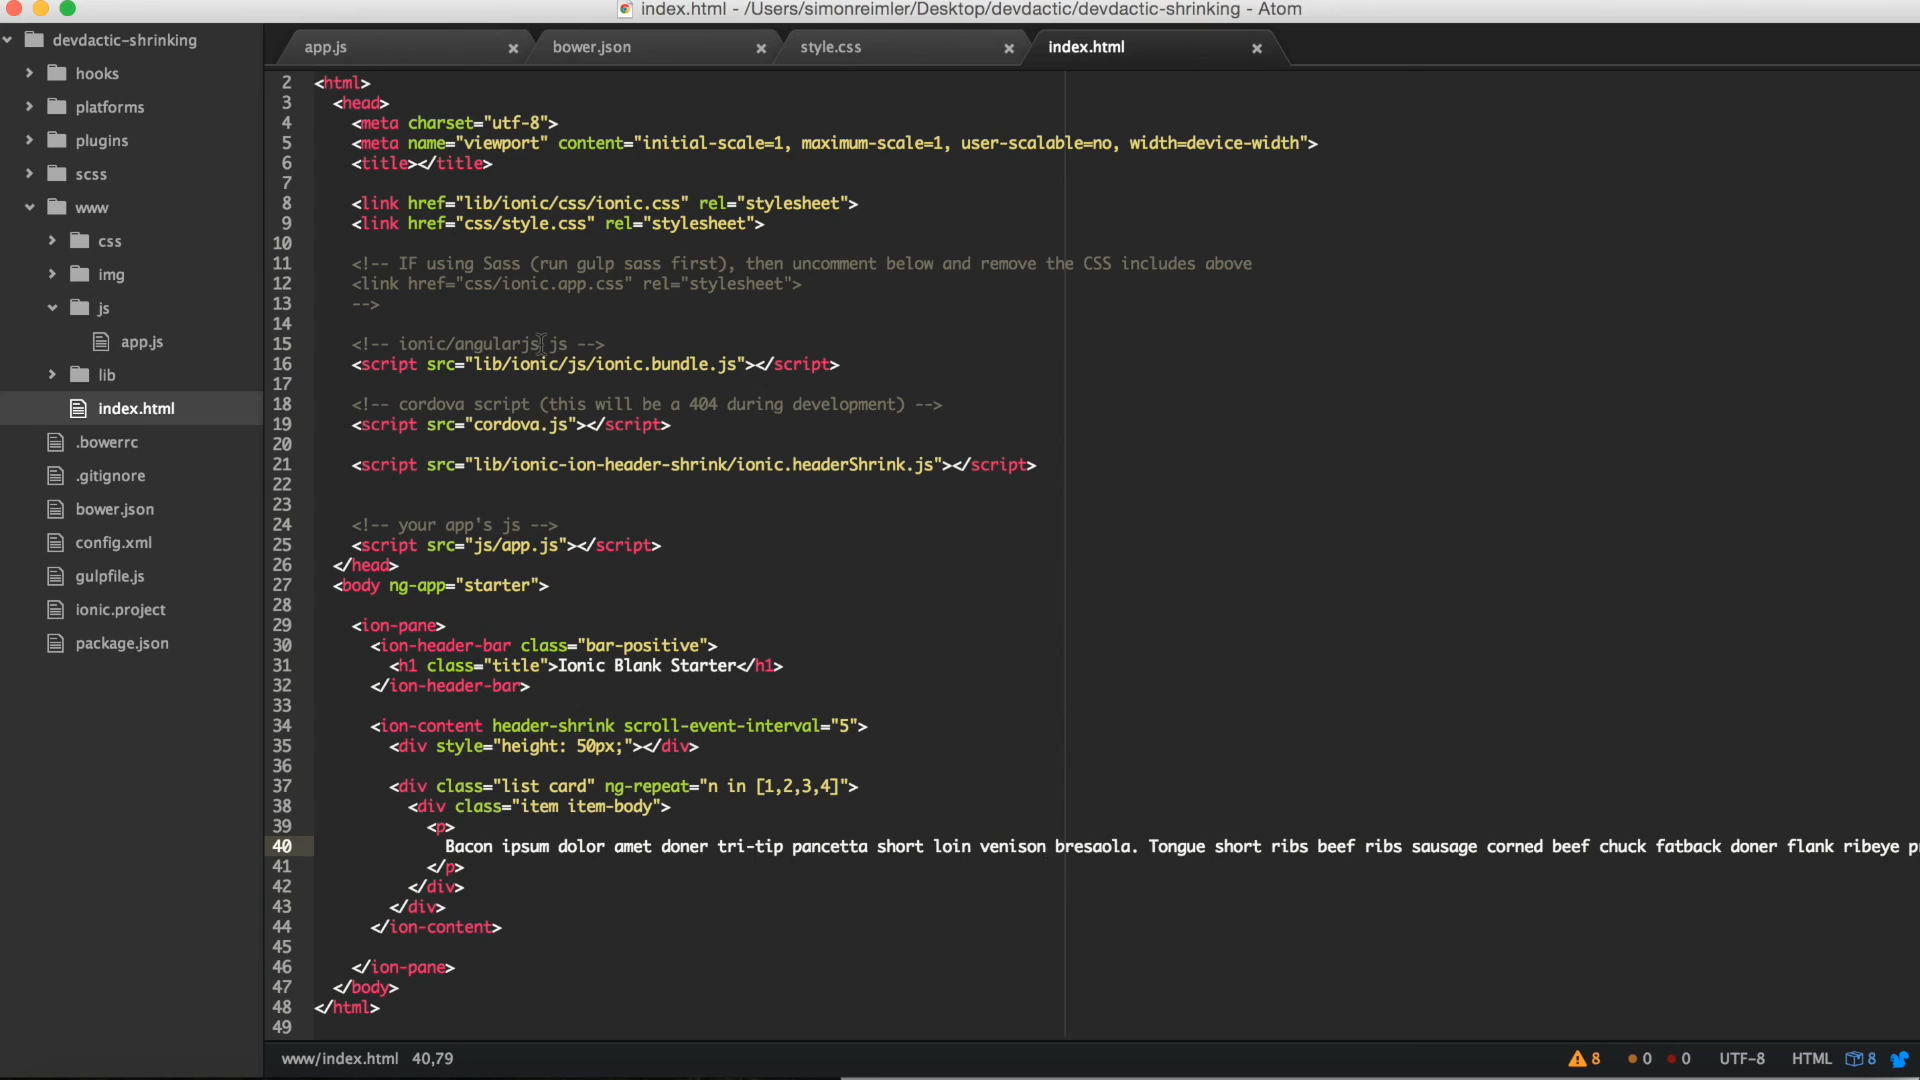 index.html - /Users/simonreimler/Desktop/devdactic/devdactic-shrinking - Atom
devdactic-shrinking
hooks
platforms
plugins
scss
www
css
img
js
app.js
lib
index.html
.bowerrc
.gitignore
bower.json
config.xml
gulpfile.js
ionic.project
package.json
app.js
bower.json
style.css
index.html
2 <html>
3 <head>
4 <meta charset="utf-8">
5 <meta name="viewport" content="initial-scale=1, maximum-scale=1, user-scalable=no, width=device-width">
6 <title></title>
7
8 <link href="lib/ionic/css/ionic.css" rel="stylesheet">
9 <link href="css/style.css" rel="stylesheet">
10
11 <!-- IF using Sass (run gulp sass first), then uncomment below and remove the CSS includes above
12 <link href="css/ionic.app.css" rel="stylesheet">
13 -->
14
15 <!-- ionic/angularjs js -->
16 <script src="lib/ionic/js/ionic.bundle.js"></script>
17
18 <!-- cordova script (this will be a 404 during development) -->
19 <script src="cordova.js"></script>
20
21 <script src="lib/ionic-ion-header-shrink/ionic.headerShrink.js"></script>
22
23
24 <!-- your app's js -->
25 <script src="js/app.js"></script>
26 </head>
27 <body ng-app="starter">
28
29 <ion-pane>
30 <ion-header-bar class="bar-positive">
31 <h1 class="title">Ionic Blank Starter</h1>
32 </ion-header-bar>
33
34 <ion-content header-shrink scroll-event-interval="5">
35 <div style="height: 50px;"></div>
36
37 <div class="list card" ng-repeat="n in [1,2,3,4]">
38 <div class="item item-body">
39 <p>
40 Bacon ipsum dolor amet doner tri-tip pancetta short loin venison bresaola. Tongue short ribs beef ribs sausage corned beef chuck fatback doner flank ribeye
41 </p>
42 </div>
43 </div>
44 </ion-content>
45
46 </ion-pane>
47 </body>
48 </html>
49
www/index.html 40,79
8 0 0 UTF-8 HTML 8